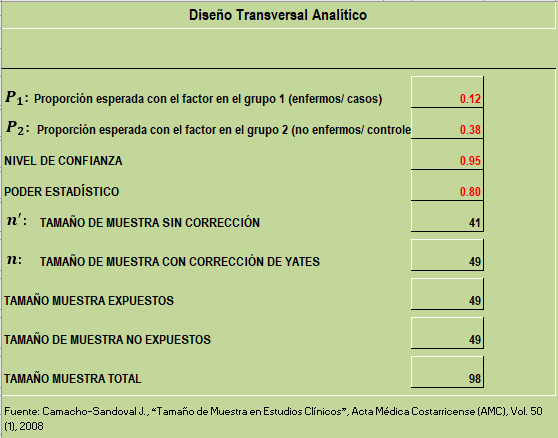 Diseño Transversal Analítico
P₁: Proporción esperada con el factor en el grupo 1 (enfermos/ casos) 0.12
P₂: Proporción esperada con el factor en el grupo 2 (no enfermos/ controle 0.38
NIVEL DE CONFIANZA 0.95
PODER ESTADÍSTICO 0.80
n′: TAMAÑO DE MUESTRA SIN CORRECCIÓN 41
n: TAMAÑO DE MUESTRA CON CORRECCIÓN DE YATES 49
TAMAÑO MUESTRA EXPUESTOS 49
TAMAÑO DE MUESTRA NO EXPUESTOS 49
TAMAÑO MUESTRA TOTAL 98
Fuente: Camacho-Sandoval J., “Tamaño de Muestra en Estudios Clínicos”, Acta Médica Costarricense (AMC), Vol. 50
(1), 2008